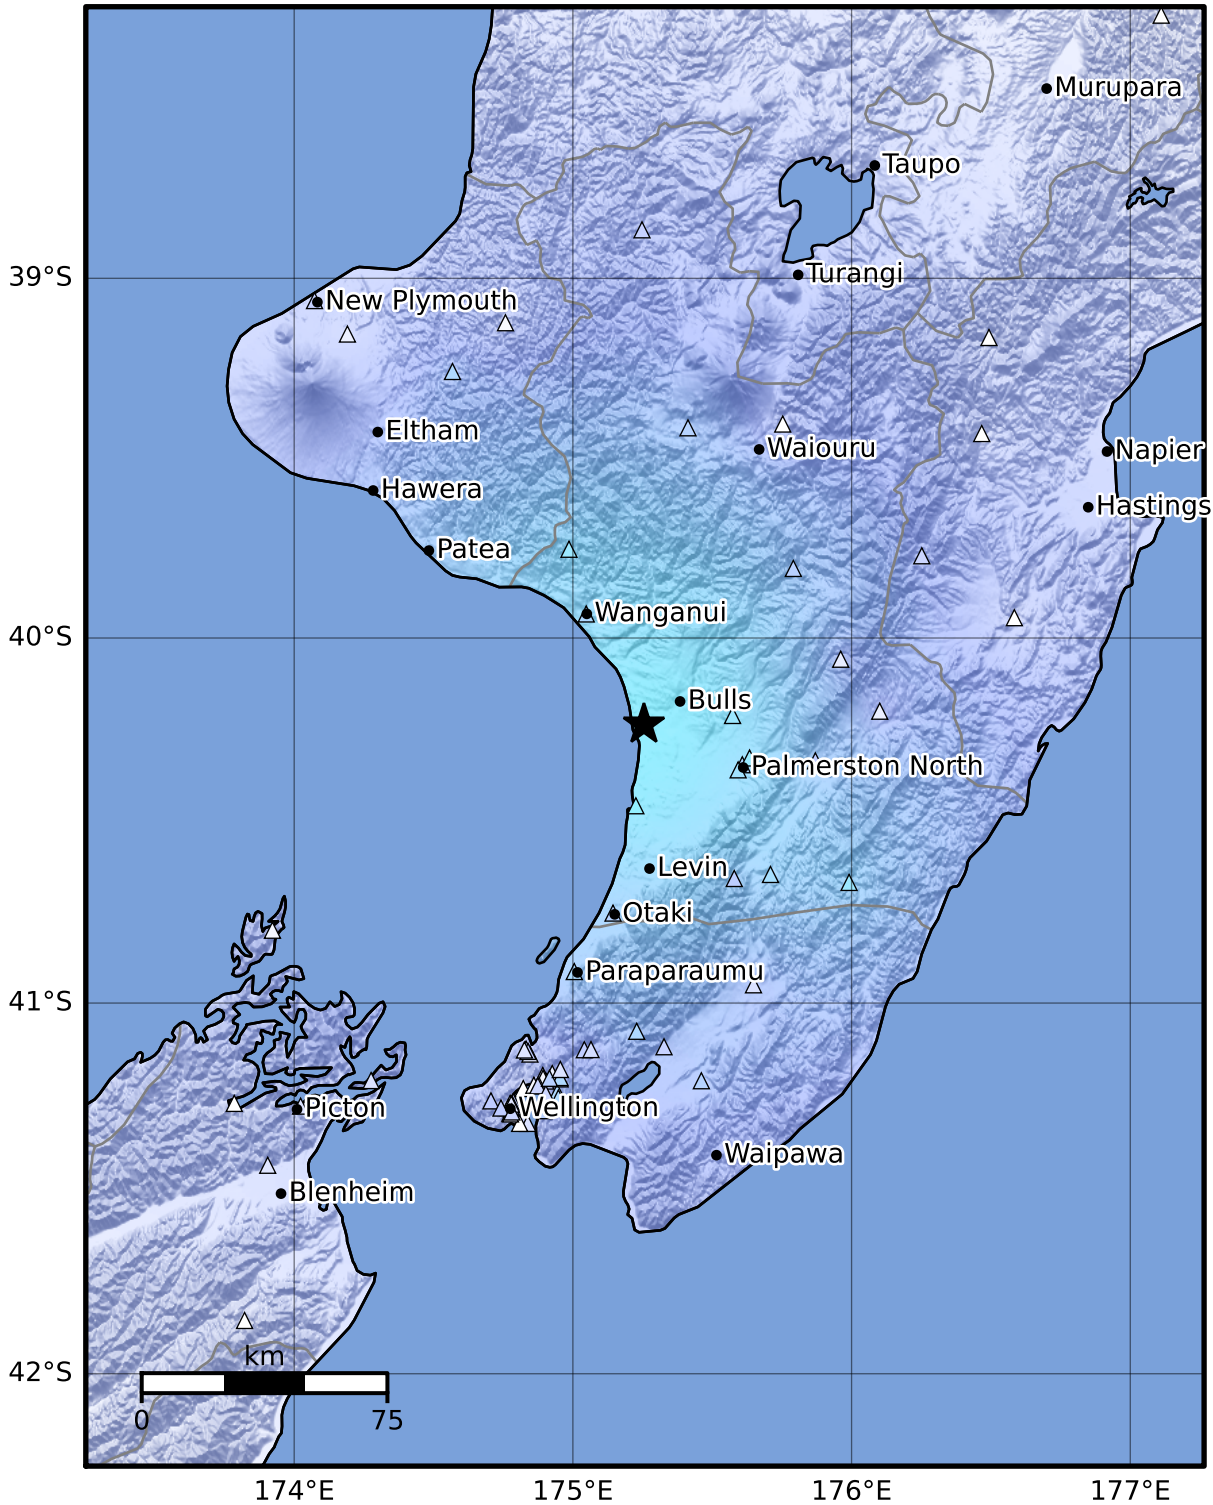 Murupara
Taupo
39°S
Turangi
New Plymouth
Eltham
Waiouru
Napier
Hawera
Hastings
Patea
Wanganui
40°S
Bulls
Palmerston North
Levin
Otaki
Paraparaumu
41°S
Picton
Wellington
Waipawa
Blenheim
km
42°S
0
75
174°E
175°E
176°E
177°E